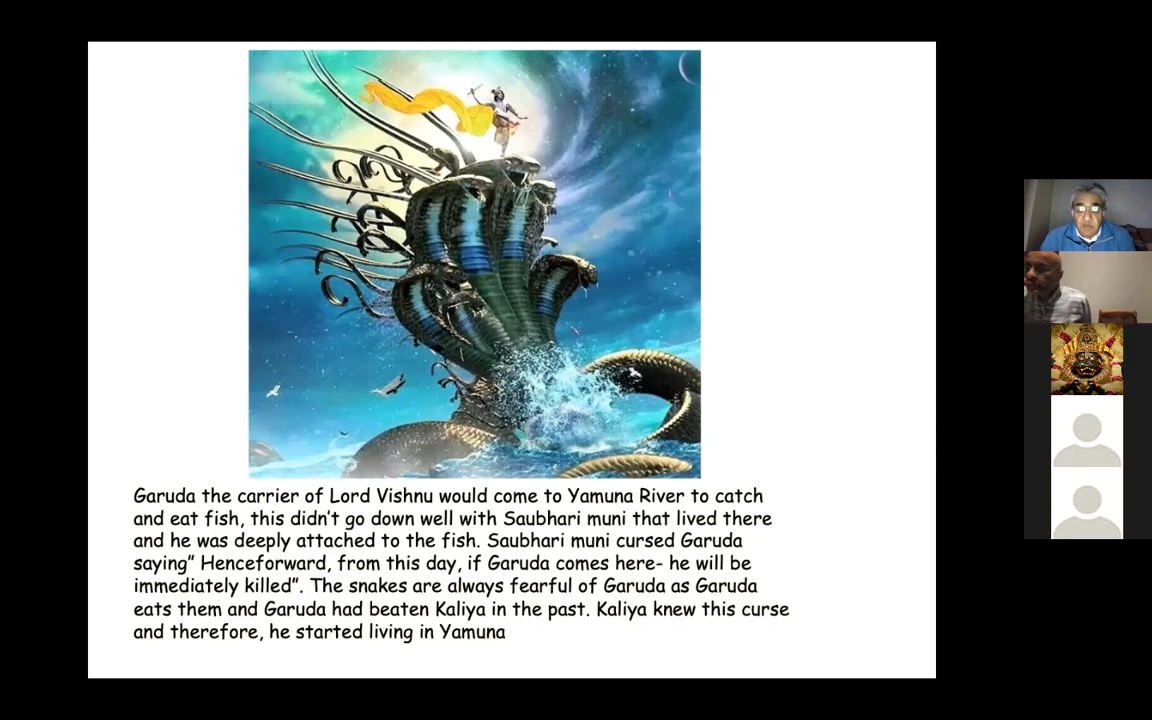 Garuda the carrier of Lord Vishnu would come to Yamuna River to catch
and eat fish, this didn't go down well with Saubhari muni that lived there
and he was deeply attached to the fish. Saubhari muni cursed Garuda
saying” Henceforward, from this day, if Garuda comes here- he will be
immediately killed”. The snakes are always fearful of Garuda as Garuda
eats them and Garuda had beaten Kaliya in the past. Kaliya knew this curse
and therefore, he started living in Yamuna